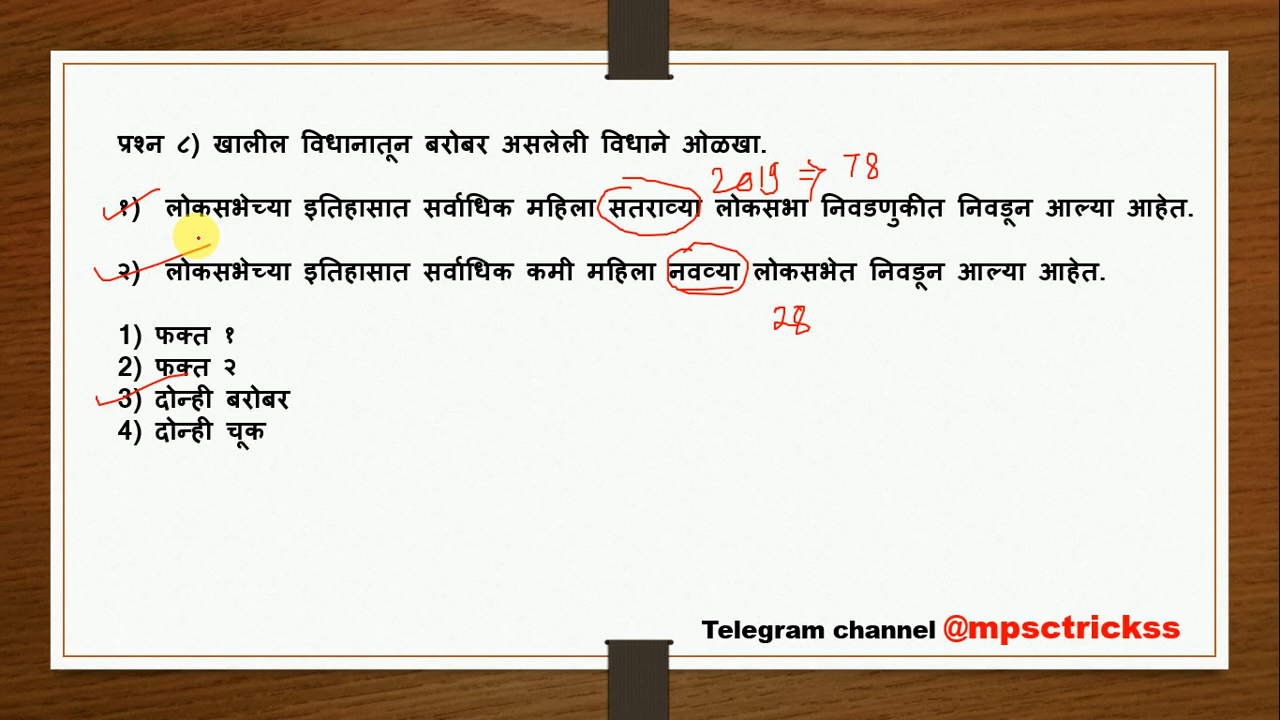 प्रश्न ८) खालील विधानातून बरोबर असलेली विधाने ओळखा.
2019 ⇒ 78
१) लोकसभेच्या इतिहासात सर्वाधिक महिला सतराव्या लोकसभा निवडणुकीत निवडून आल्या आहेत.
२) लोकसभेच्या इतिहासात सर्वाधिक कमी महिला नवव्या लोकसभेत निवडून आल्या आहेत.
28
1) फक्त १
2) फक्त २
3) दोन्ही बरोबर
4) दोन्ही चूक
Telegram channel @mpsctrickss